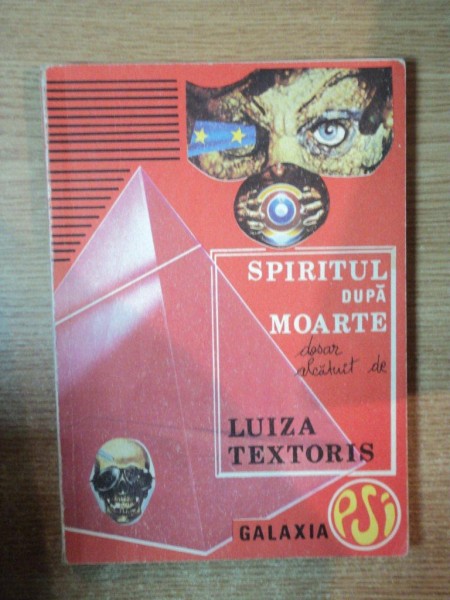 SPIRITUL
DUPĂ
MOARTE
dosar
alcătuit de
LUIZA
TEXTORIS
GALAXIA
PSi